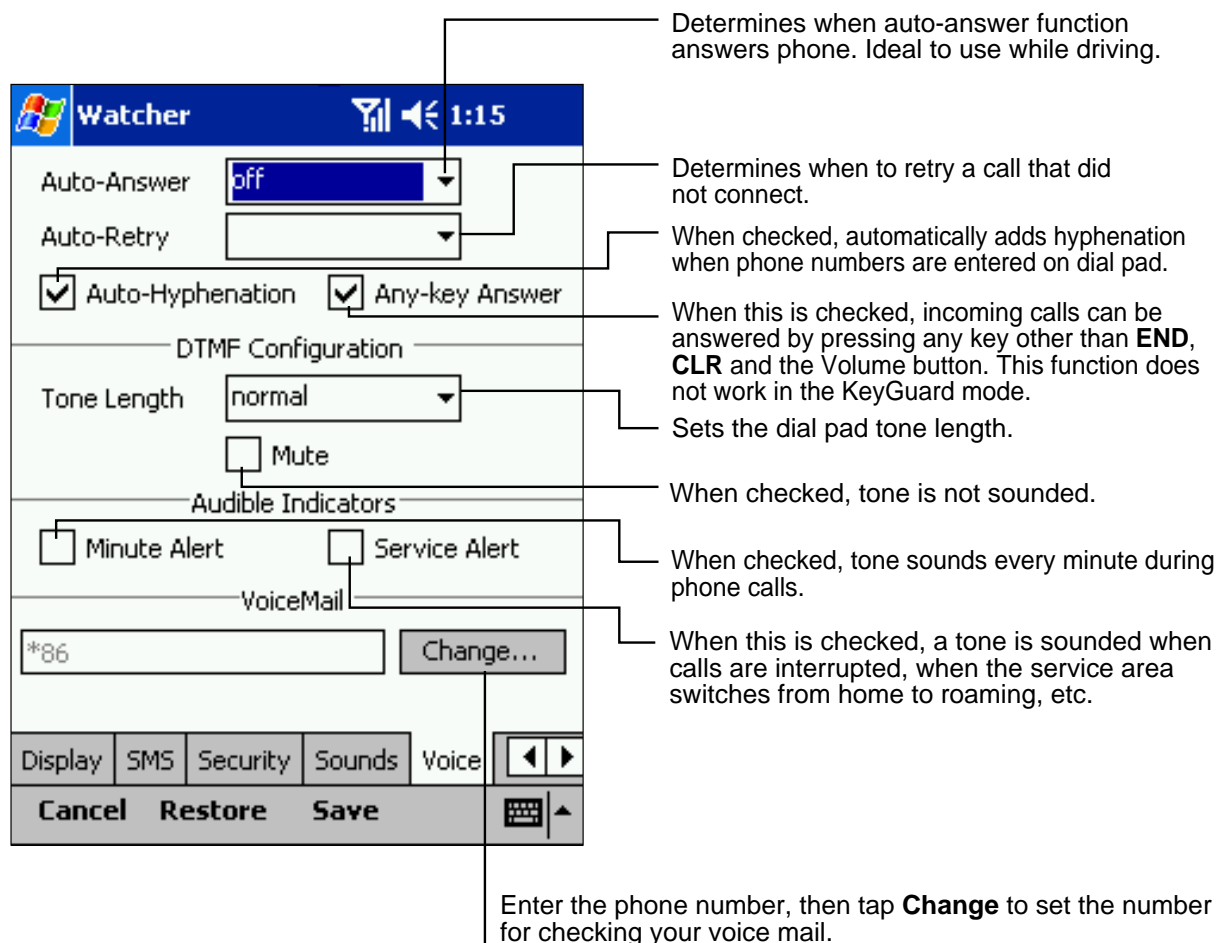 Determines when auto-answer function
answers phone. Ideal to use while driving.
Watcher 1:15
Auto-Answer off
Determines when to retry a call that did
not connect.
Auto-Retry
When checked, automatically adds hyphenation
when phone numbers are entered on dial pad.
Auto-Hyphenation Any-key Answer
When this is checked, incoming calls can be
answered by pressing any key other than END,
CLR and the Volume button. This function does
not work in the KeyGuard mode.
DTMF Configuration
Tone Length normal
Sets the dial pad tone length.
Mute
When checked, tone is not sounded.
Audible Indicators
Minute Alert Service Alert
When checked, tone sounds every minute during
phone calls.
VoiceMail
*86 Change...
When this is checked, a tone is sounded when
calls are interrupted, when the service area
switches from home to roaming, etc.
Display SMS Security Sounds Voice
Cancel Restore Save
Enter the phone number, then tap Change to set the number
for checking your voice mail.